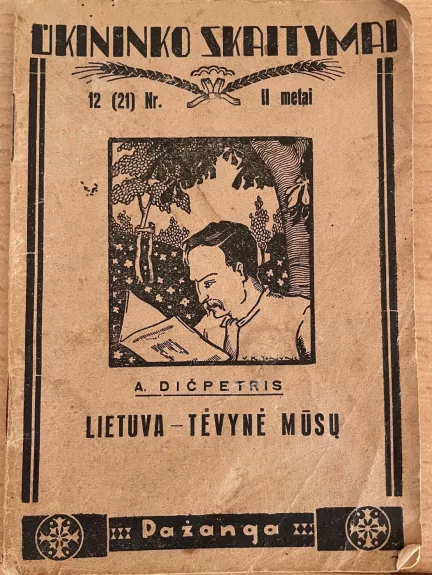 ŪKININKO SKAITYMAI
12 (21) Nr. II metai
A. DIČPETRIS
LIETUVA – TĖVYNĖ MŪSŲ
Pažanga